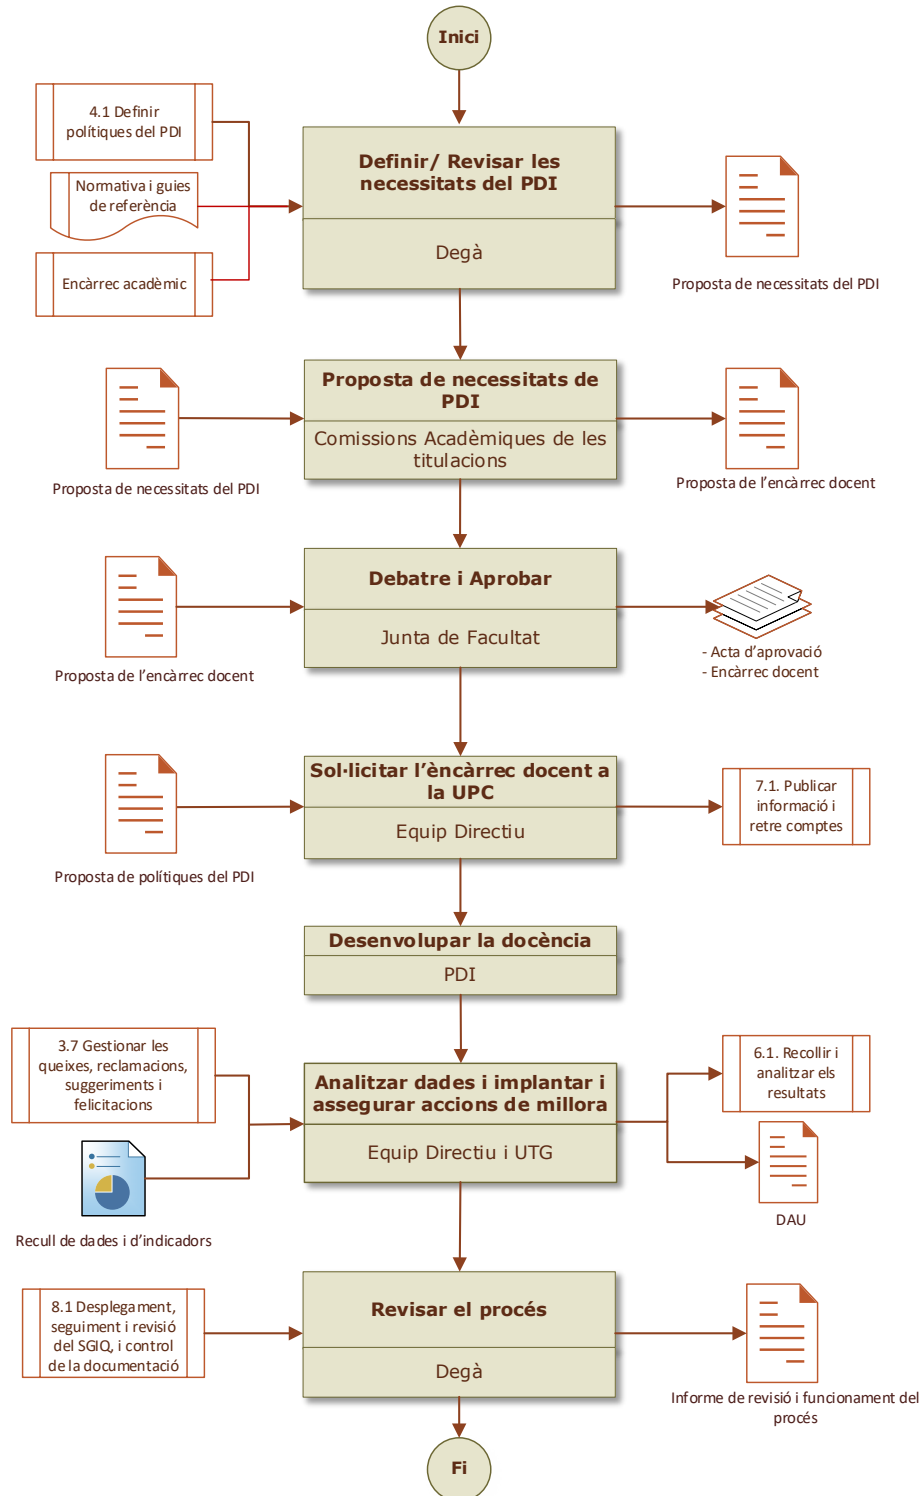 Inici
4.1 Definir
polítiques del PDI
Normativa i guies
de referència
Encàrrec acadèmic
Definir/ Revisar les
necessitats del PDI
Degà
Proposta de necessitats del PDI
Proposta de necessitats del PDI
Proposta de necessitats de
PDI
Comissions Acadèmiques de les
titulacions
Proposta de l’encàrrec docent
Proposta de l’encàrrec docent
Debatre i Aprobar
Junta de Facultat
- Acta d’aprovació
- Encàrrec docent
Proposta de polítiques del PDI
Sol·licitar l’èncàrrec docent a
la UPC
Equip Directiu
7.1. Publicar
informació i
retre comptes
Desenvolupar la docència
PDI
3.7 Gestionar les
queixes, reclamacions,
suggeriments i
felicitacions
Recull de dades i d’indicadors
Analitzar dades i implantar i
assegurar accions de millora
Equip Directiu i UTG
6.1. Recollir i
analitzar els
resultats
DAU
8.1 Desplegament,
seguiment i revisió
del SGIQ, i control
de la documentació
Revisar el procés
Degà
Informe de revisió i funcionament del
procés
Fi